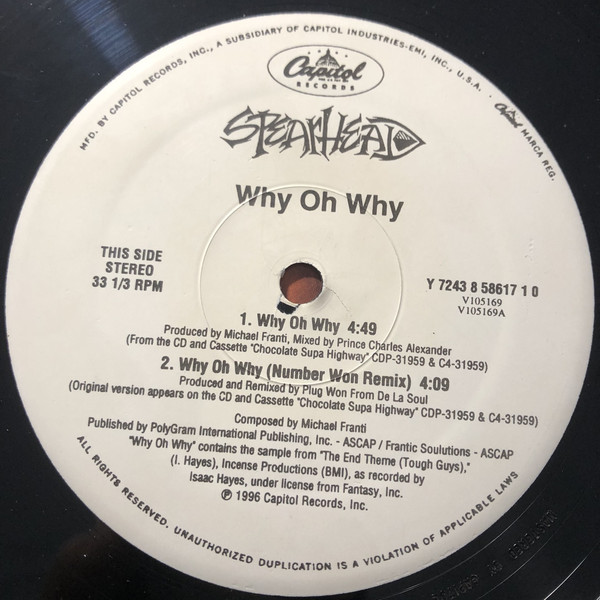 MFD. BY CAPITOL RECORDS, INC., A SUBSIDIARY OF CAPITOL INDUSTRIES-EMI, INC., U.S.A. · Capitol MARCA REG.
Capitol
RECORDS
SPEARHEAD
Why Oh Why
THIS SIDE
STEREO
33 1/3 RPM
Y 7243 8 58617 1 0
V105169
V105169A
1. Why Oh Why 4:49
Produced by Michael Franti, Mixed by Prince Charles Alexander
(From the CD and Cassette "Chocolate Supa Highway" CDP-31959 & C4-31959)
2. Why Oh Why (Number Won Remix) 4:09
Produced and Remixed by Plug Won From De La Soul
(Original version appears on the CD and Cassette "Chocolate Supa Highway" CDP-31959 & C4-31959)
Composed by Michael Franti
Published by PolyGram International Publishing, Inc. - ASCAP / Frantic Soulutions - ASCAP
"Why Oh Why" contains the sample from "The End Theme (Tough Guys),"
(I. Hayes), Incense Productions (BMI), as recorded by
Isaac Hayes, under license from Fantasy, Inc.
℗ 1996 Capitol Records, Inc.
ALL RIGHTS RESERVED. UNAUTHORIZED DUPLICATION IS A VIOLATION OF APPLICABLE LAWS